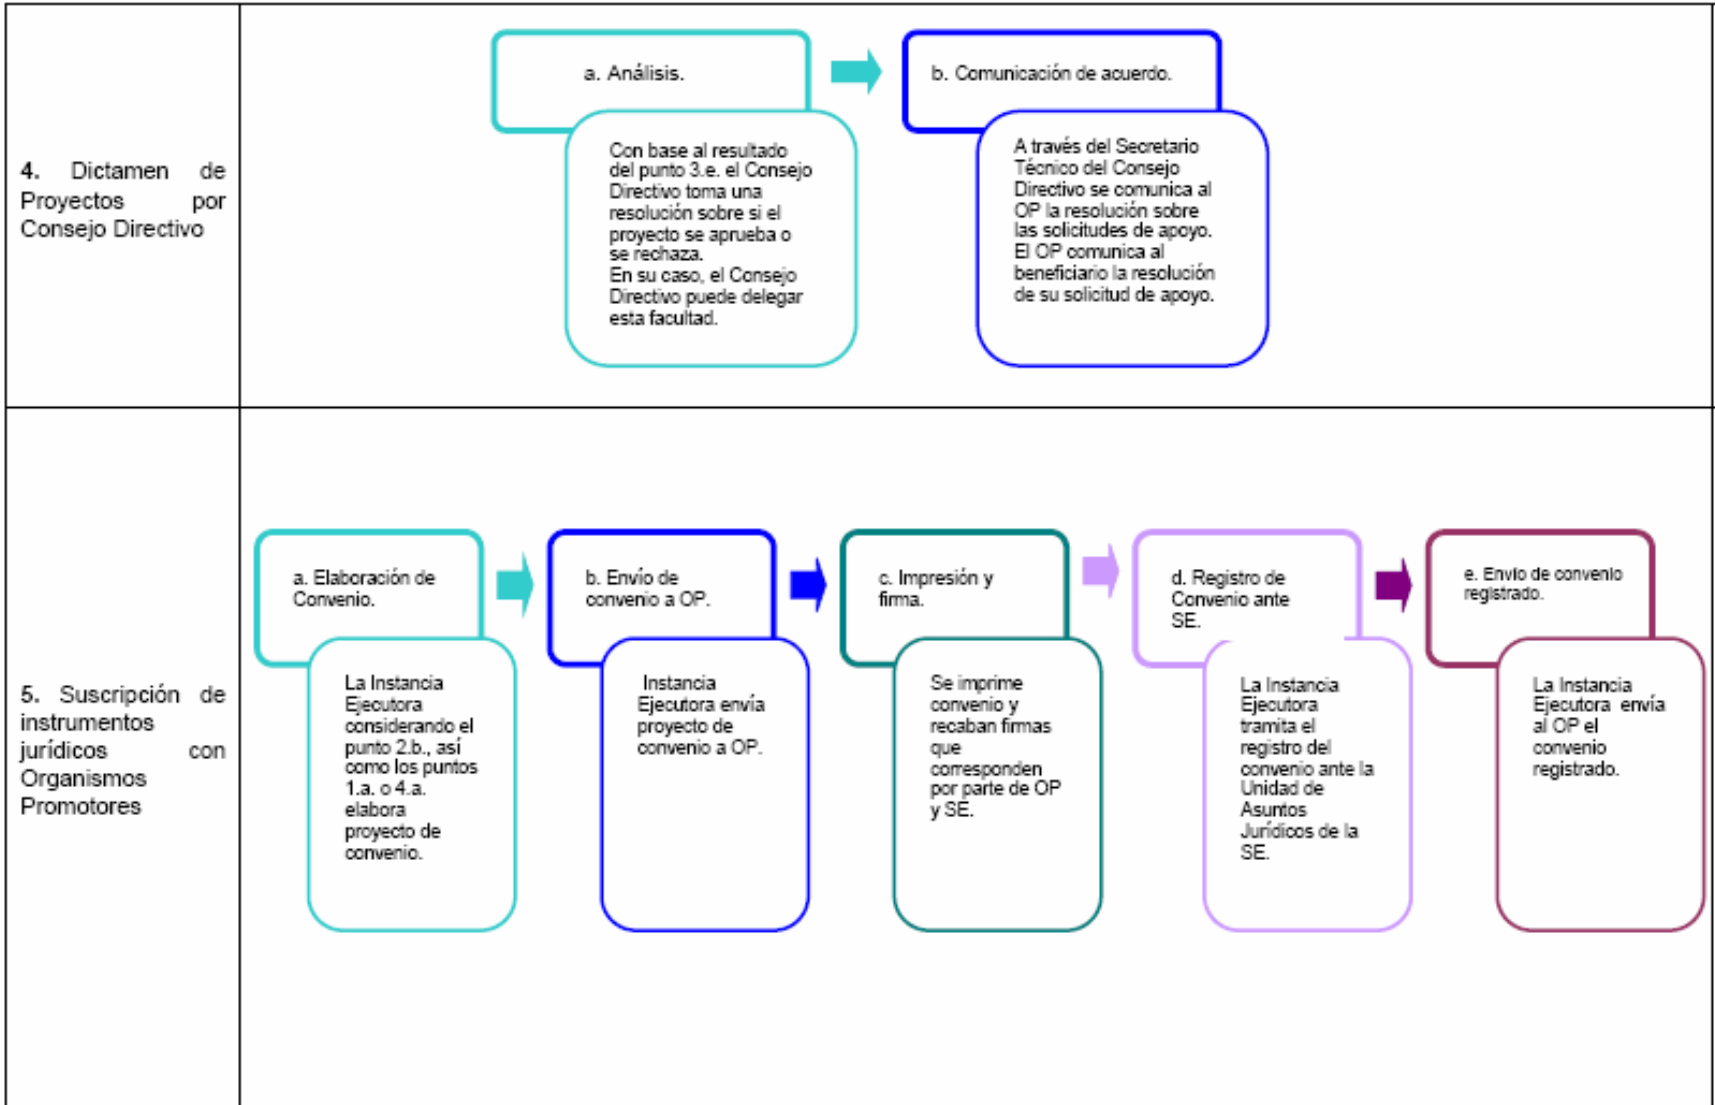 4. Dictamen de
Proyectos por
Consejo Directivo
a. Análisis.
Con base al resultado
del punto 3.e. el Consejo
Directivo toma una
resolución sobre si el
proyecto se aprueba o
se rechaza.
En su caso, el Consejo
Directivo puede delegar
esta facultad.
b. Comunicación de acuerdo.
A través del Secretario
Técnico del Consejo
Directivo se comunica al
OP la resolución sobre
las solicitudes de apoyo.
El OP comunica al
beneficiario la resolución
de su solicitud de apoyo.
5. Suscripción de
instrumentos
jurídicos con
Organismos
Promotores
a. Elaboración de
Convenio.
La Instancia
Ejecutora
considerando el
punto 2.b., así
como los puntos
1.a. o 4.a.
elabora
proyecto de
convenio.
b. Envío de
convenio a OP.
Instancia
Ejecutora envía
proyecto de
convenio a OP.
c. Impresión y
firma.
Se imprime
convenio y
recaban firmas
que
corresponden
por parte de OP
y SE.
d. Registro de
Convenio ante
SE.
La Instancia
Ejecutora
tramita el
registro del
convenio ante la
Unidad de
Asuntos
Jurídicos de la
SE.
e. Envío de convenio
registrado.
La Instancia
Ejecutora envía
al OP el
convenio
registrado.